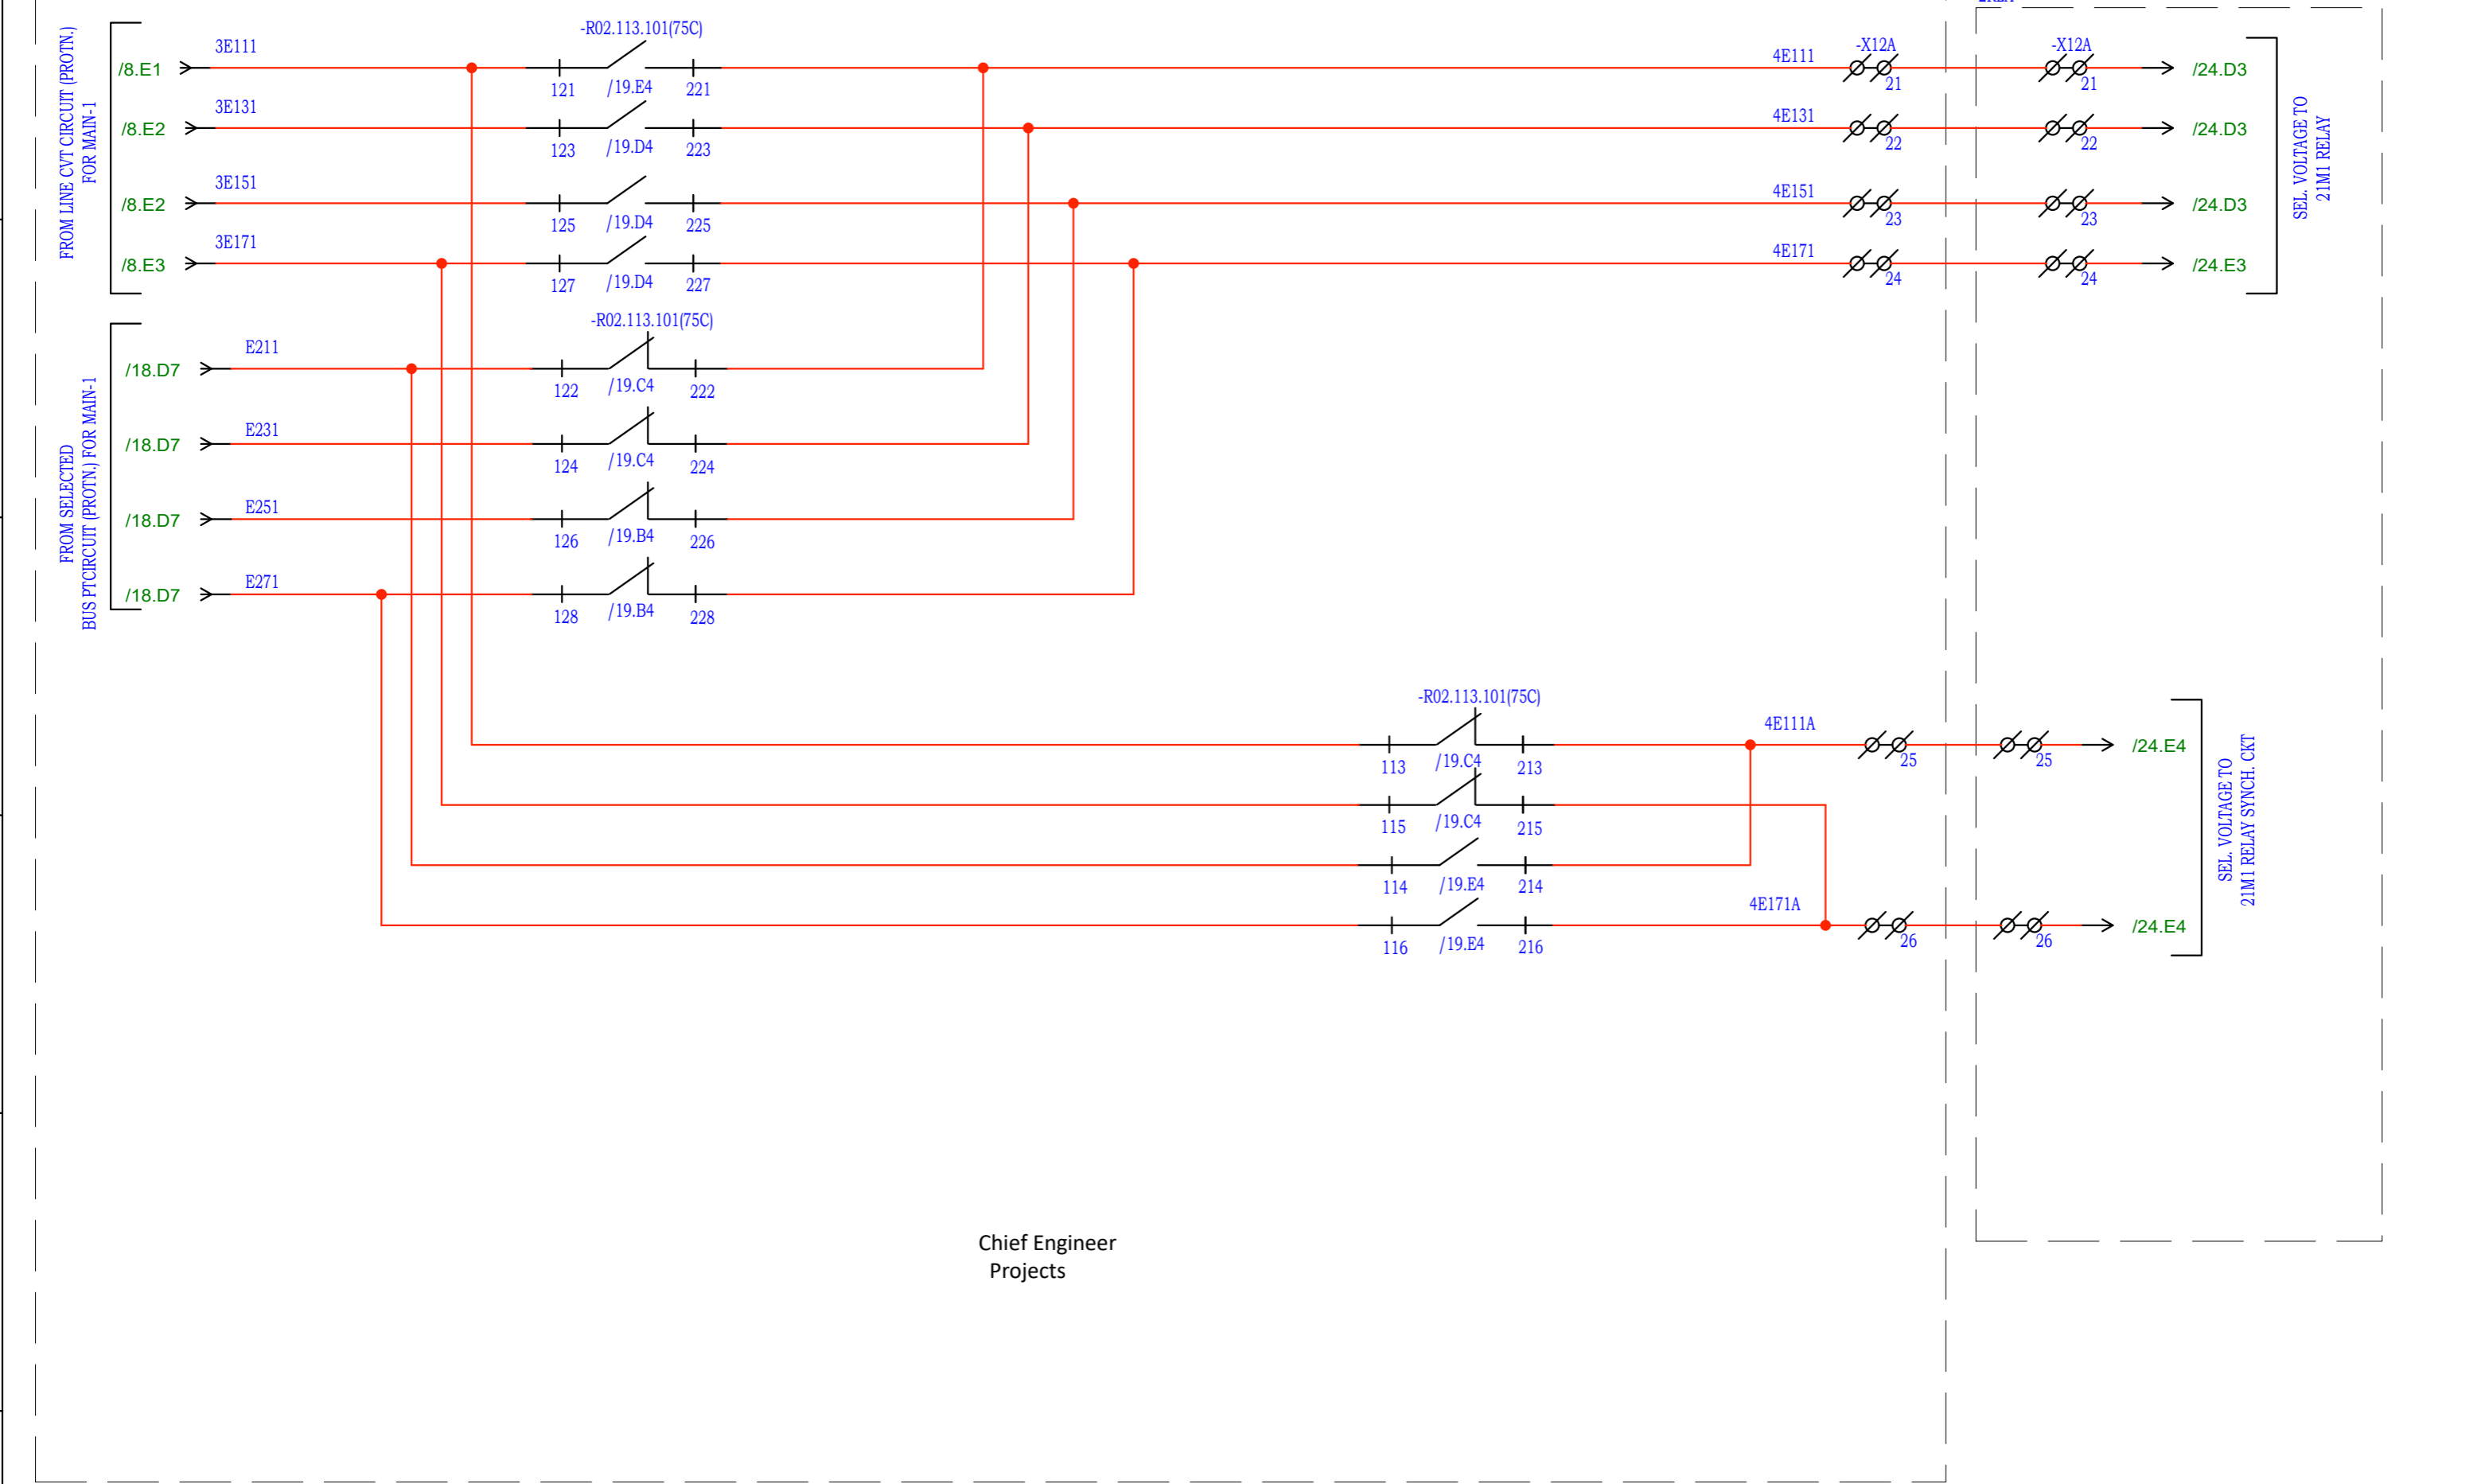 -R02.113.101(75C)
3E111
/8.E1
121
/19.E4
221
4E111
-X12A
21
-X12A
21
/24.D3
3E131
/8.E2
123
/19.D4
223
4E131
22
22
/24.D3
3E151
/8.E2
125
/19.D4
225
4E151
23
23
/24.D3
3E171
/8.E3
127
/19.D4
227
4E171
24
24
/24.E3
FROM LINE CVT CIRCUIT (PROTN.)
FOR MAIN-1
SEL. VOLTAGE TO
21M1 RELAY
-R02.113.101(75C)
E211
/18.D7
122
/19.C4
222
E231
/18.D7
124
/19.C4
224
E251
/18.D7
126
/19.B4
226
E271
/18.D7
128
/19.B4
228
FROM SELECTED
BUS PTCIRCUIT (PROTN.) FOR MAIN-1
-R02.113.101(75C)
113
/19.C4
213
4E111A
25
25
/24.E4
115
/19.C4
215
114
/19.E4
214
116
/19.E4
216
4E171A
26
26
/24.E4
SEL. VOLTAGE TO
21M1 RELAY SYNCH. CKT
Chief Engineer
Projects